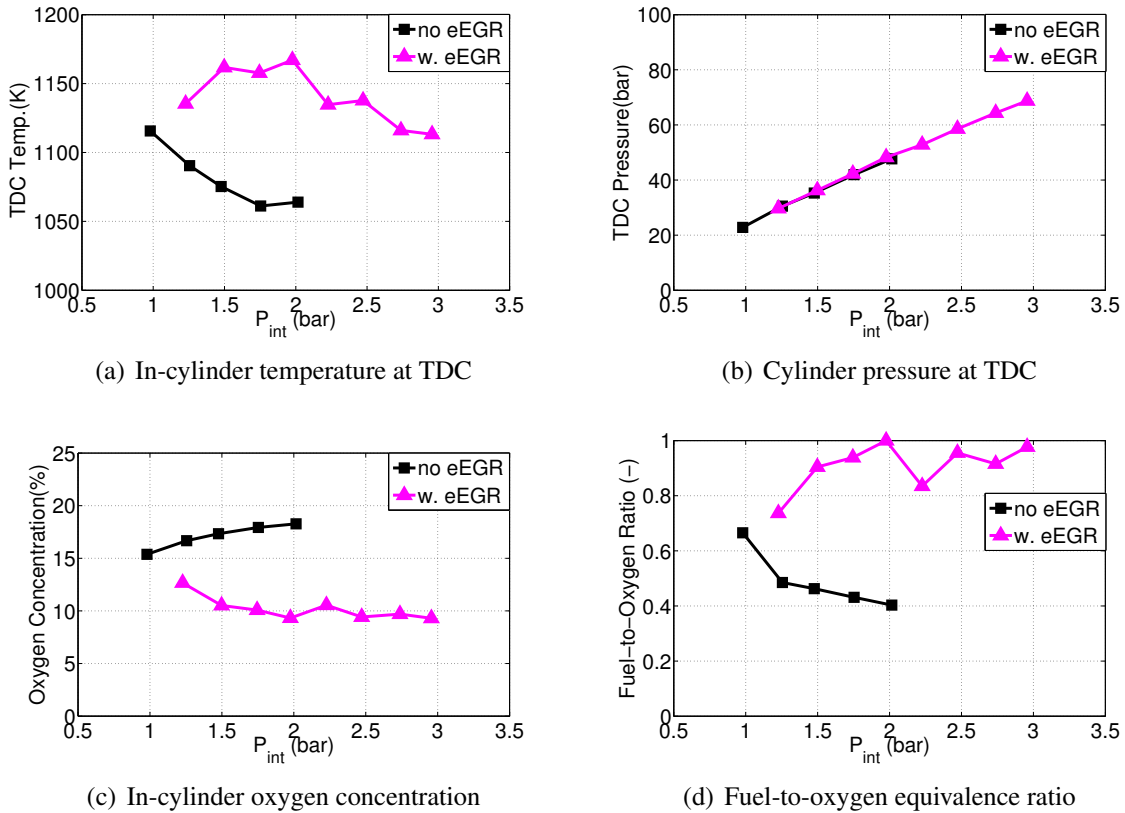 1200
1150
1100
1050
1000
TDC Temp.(K)
no eEGR
w. eEGR
0.5 1 1.5 2 2.5 3 3.5
P_int (bar)
(a) In-cylinder temperature at TDC
100
80
60
40
20
0
TDC Pressure(bar)
no eEGR
w. eEGR
0.5 1 1.5 2 2.5 3 3.5
P_int (bar)
(b) Cylinder pressure at TDC
25
20
15
10
5
0
Oxygen Concentration(%)
no eEGR
w. eEGR
0.5 1 1.5 2 2.5 3 3.5
P_int (bar)
(c) In-cylinder oxygen concentration
1
0.8
0.6
0.4
0.2
0
Fuel−to−Oxygen Ratio (−)
no eEGR
w. eEGR
0.5 1 1.5 2 2.5 3 3.5
P_int (bar)
(d) Fuel-to-oxygen equivalence ratio